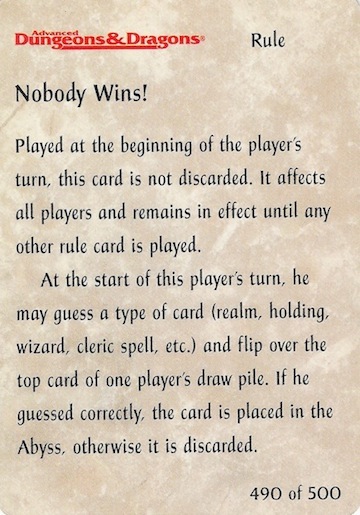 Advanced
Dungeons&Dragons®
Rule
Nobody Wins!
Played at the beginning of the player's
turn, this card is not discarded. It affects
all players and remains in effect until any
other rule card is played.
At the start of this player's turn, he
may guess a type of card (realm, holding,
wizard, cleric spell, etc.) and flip over the
top card of one player's draw pile. If he
guessed correctly, the card is placed in the
Abyss, otherwise it is discarded.
490 of 500